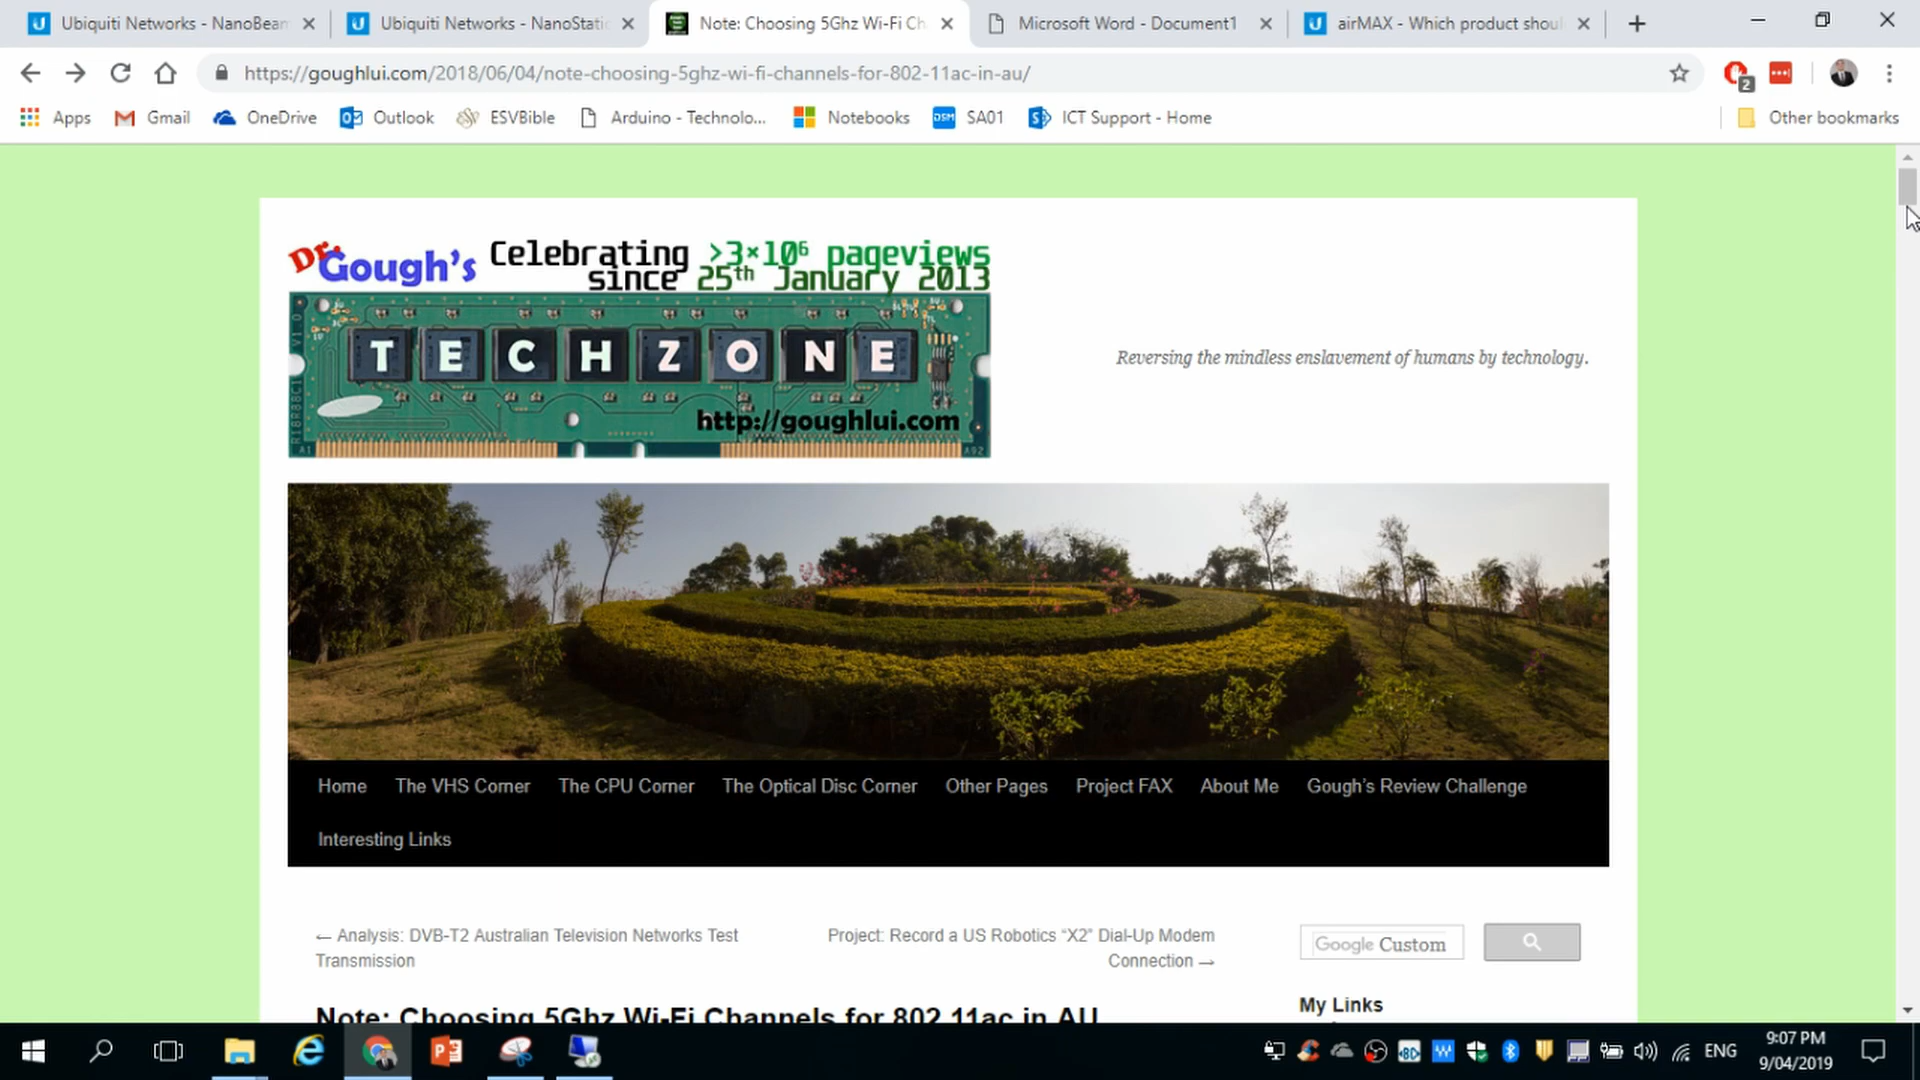 Ubiquiti Networks - NanoBeam
Ubiquiti Networks - NanoStatio
Note: Choosing 5Ghz Wi-Fi Ch
Microsoft Word - Document1
airMAX - Which product shoul
https://goughlui.com/2018/06/04/note-choosing-5ghz-wi-fi-channels-for-802-11ac-in-au/
2
Apps
Gmail
OneDrive
Outlook
ESVBible
Arduino - Technolo...
Notebooks
DSM
SA01
ICT Support - Home
Other bookmarks
Dr. Gough's
Celebrating >3×10⁶ pageviews
since 25th January 2013
TECHZONE
http://goughlui.com
Reversing the mindless enslavement of humans by technology.
Home
The VHS Corner
The CPU Corner
The Optical Disc Corner
Other Pages
Project FAX
About Me
Gough's Review Challenge
Interesting Links
← Analysis: DVB-T2 Australian Television Networks Test
Transmission
Project: Record a US Robotics “X2” Dial-Up Modem
Connection →
Google Custom
Note: Choosing 5Ghz Wi-Fi Channels for 802.11ac in AU
My Links
ENG
9:07 PM
9/04/2019